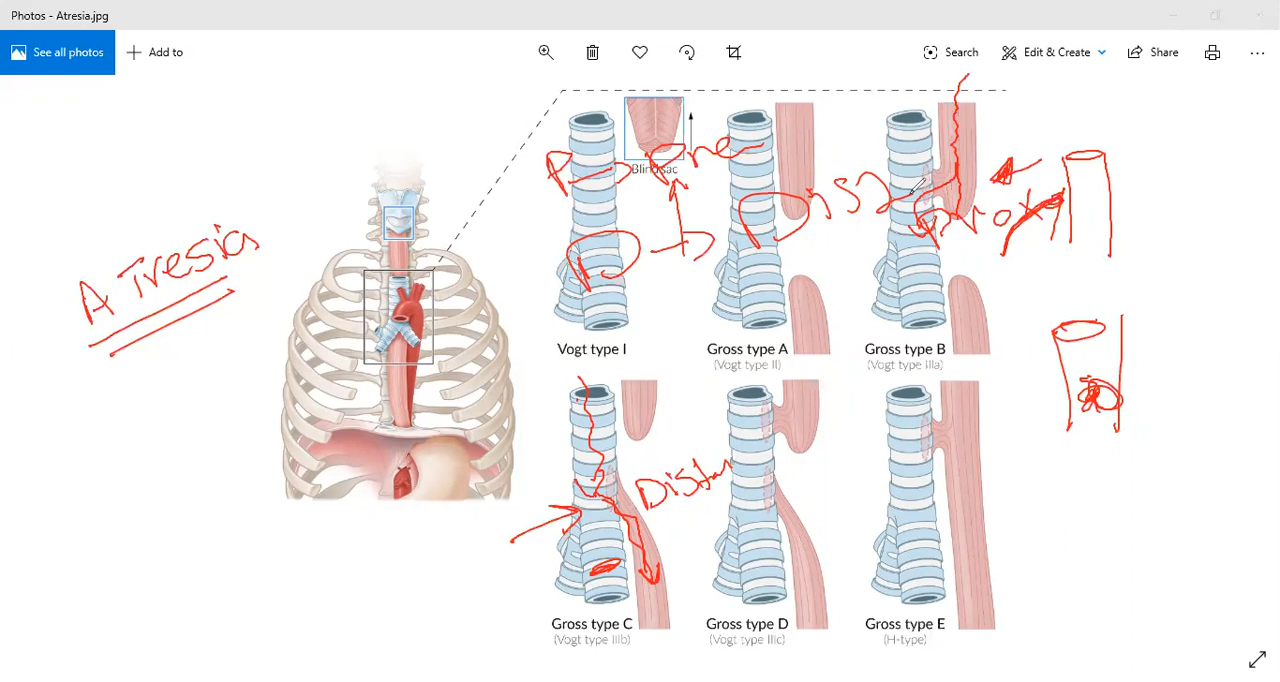 Photos - Atresia.jpg
See all photos
Add to
Search
Edit & Create
Share
Blind sac
ATresia
Prox
Vogt type I
Gross type A
(Vogt type II)
Gross type B
(Vogt type IIIa)
Distal
Gross type C
(Vogt type IIIb)
Gross type D
(Vogt type IIIc)
Gross type E
(H-type)